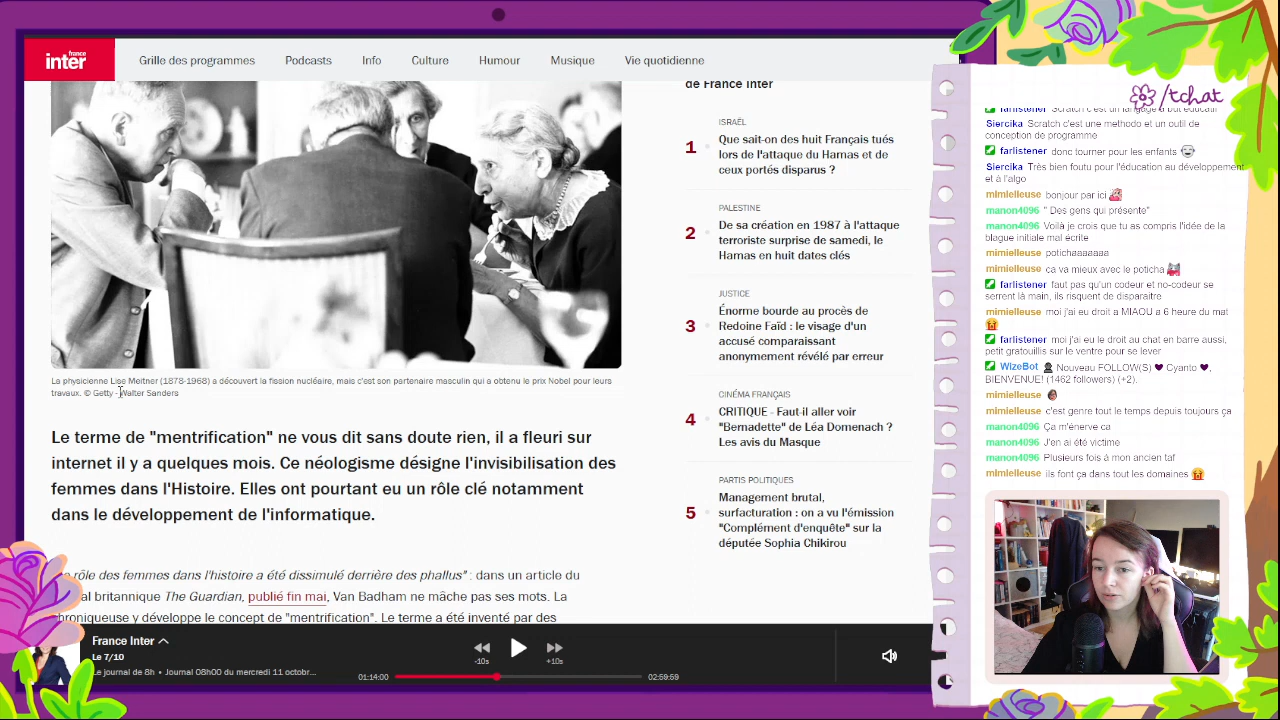 france
inter
Grille des programmes
Podcasts
Info
Culture
Humour
Musique
Vie quotidienne
de France Inter
ISRAËL
1
Que sait-on des huit Français tués
lors de l'attaque du Hamas et de
ceux portés disparus ?
PALESTINE
2
De sa création en 1987 à l'attaque
terroriste surprise de samedi, le
Hamas en huit dates clés
JUSTICE
3
Énorme bourde au procès de
Redoine Faïd : le visage d'un
accusé comparaissant
anonymement révélé par erreur
CINÉMA FRANÇAIS
4
CRITIQUE - Faut-il aller voir
"Bernadette" de Léa Domenach ?
Les avis du Masque
PARTIS POLITIQUES
5
Management brutal,
surfacturation : on a vu l'émission
"Complément d'enquête" sur la
députée Sophia Chikirou
La physicienne Lise Meitner (1878-1968) a découvert la fission nucléaire, mais c'est son partenaire masculin qui a obtenu le prix Nobel pour leurs
travaux. © Getty - Walter Sanders
Le terme de "mentrification" ne vous dit sans doute rien, il a fleuri sur
internet il y a quelques mois. Ce néologisme désigne l'invisibilisation des
femmes dans l'Histoire. Elles ont pourtant eu un rôle clé notamment
dans le développement de l'informatique.
rôle des femmes dans l'histoire a été dissimulé derrière des phallus" : dans un article du
britannique The Guardian, publié fin mai, Van Badham ne mâche pas ses mots. La
chroniqueuse y développe le concept de "mentrification". Le terme a été inventé par des
France Inter
Le 7/10
Le journal de 8h • Journal 08h00 du mercredi 11 octobr...
-10s
+10s
01:14:00
02:59:59
/tchat
farlistener Scratch c'est un langage à but éducatif
Siercika Scratch c'est une methodo et un outil de
conception de programme
farlistener donc tourner pour les enfants
Siercika Très bien foutu pour l'éducation au développement
et à l'algo
mimielleuse bonjour par ici
manon4096 " Des gens qui présente"
manon4096 Voilà je crois que tu as compris l'idée de la
blague initiale mal écrite
mimielleuse potichaaaaaaa
mimielleuse ca va mieux avec le poticha
farlistener faut pas qu'un codeur et no-codeur se
serrent là main, ils risquent de disparaitre
mimielleuse moi j'ai eu droit a MIAOU a 6 heure du mat
farlistener moi j'ai eu le droit au chat en barre aussi,
petit gratouillis sur le ventre pour se lever
WizeBot Nouveau FOLLOW(S) ♥ Cyanto ♥,
BIENVENUE! (1462 followers) (+2).
mimielleuse
mimielleuse c'est genre tout le temps depuis toujours ça
manon4096 Ça m'énerve ca
manon4096 J'en ai été victime
manon4096 Plusieurs fois à mon ancien taf
mimielleuse ils font ça dans tout les domaines